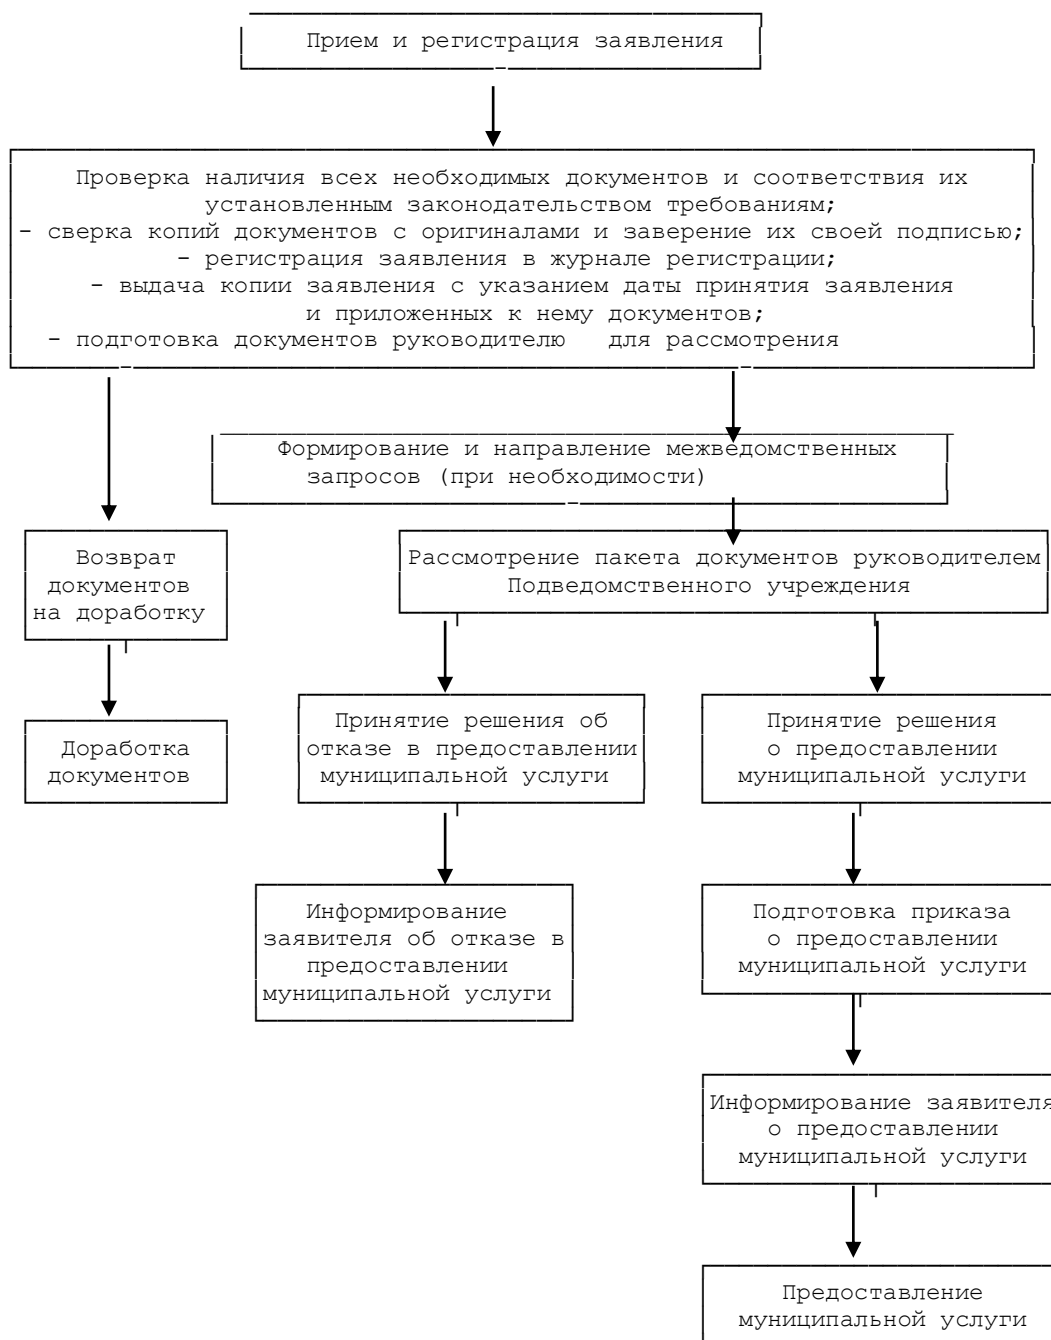 Прием и регистрация заявления
Проверка наличия всех необходимых документов и соответствия их
установленным законодательством требованиям;
- сверка копий документов с оригиналами и заверение их своей подписью;
- регистрация заявления в журнале регистрации;
- выдача копии заявления с указанием даты принятия заявления
и приложенных к нему документов;
- подготовка документов руководителю для рассмотрения
Формирование и направление межведомственных
запросов (при необходимости)
Возврат
документов
на доработку
Рассмотрение пакета документов руководителем
Подведомственного учреждения
Доработка
документов
Принятие решения об
отказе в предоставлении
муниципальной услуги
Принятие решения
о предоставлении
муниципальной услуги
Информирование
заявителя об отказе в
предоставлении
муниципальной услуги
Подготовка приказа
о предоставлении
муниципальной услуги
Информирование заявителя
о предоставлении
муниципальной услуги
Предоставление
муниципальной услуги